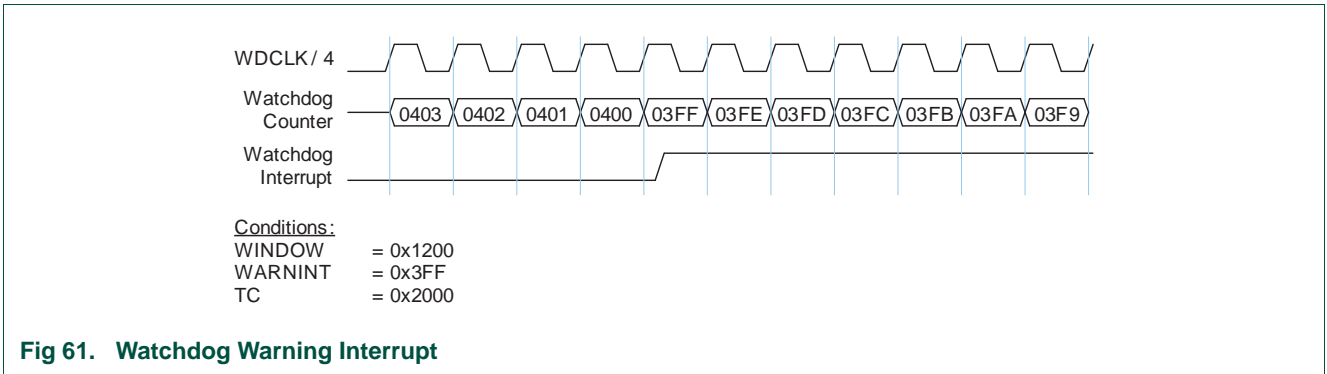 WDCLK / 4
Watchdog
Counter
0403 0402 0401 0400 03FF 03FE 03FD 03FC 03FB 03FA 03F9
Watchdog
Interrupt
Conditions:
WINDOW = 0x1200
WARNINT = 0x3FF
TC = 0x2000
Fig 61. Watchdog Warning Interrupt